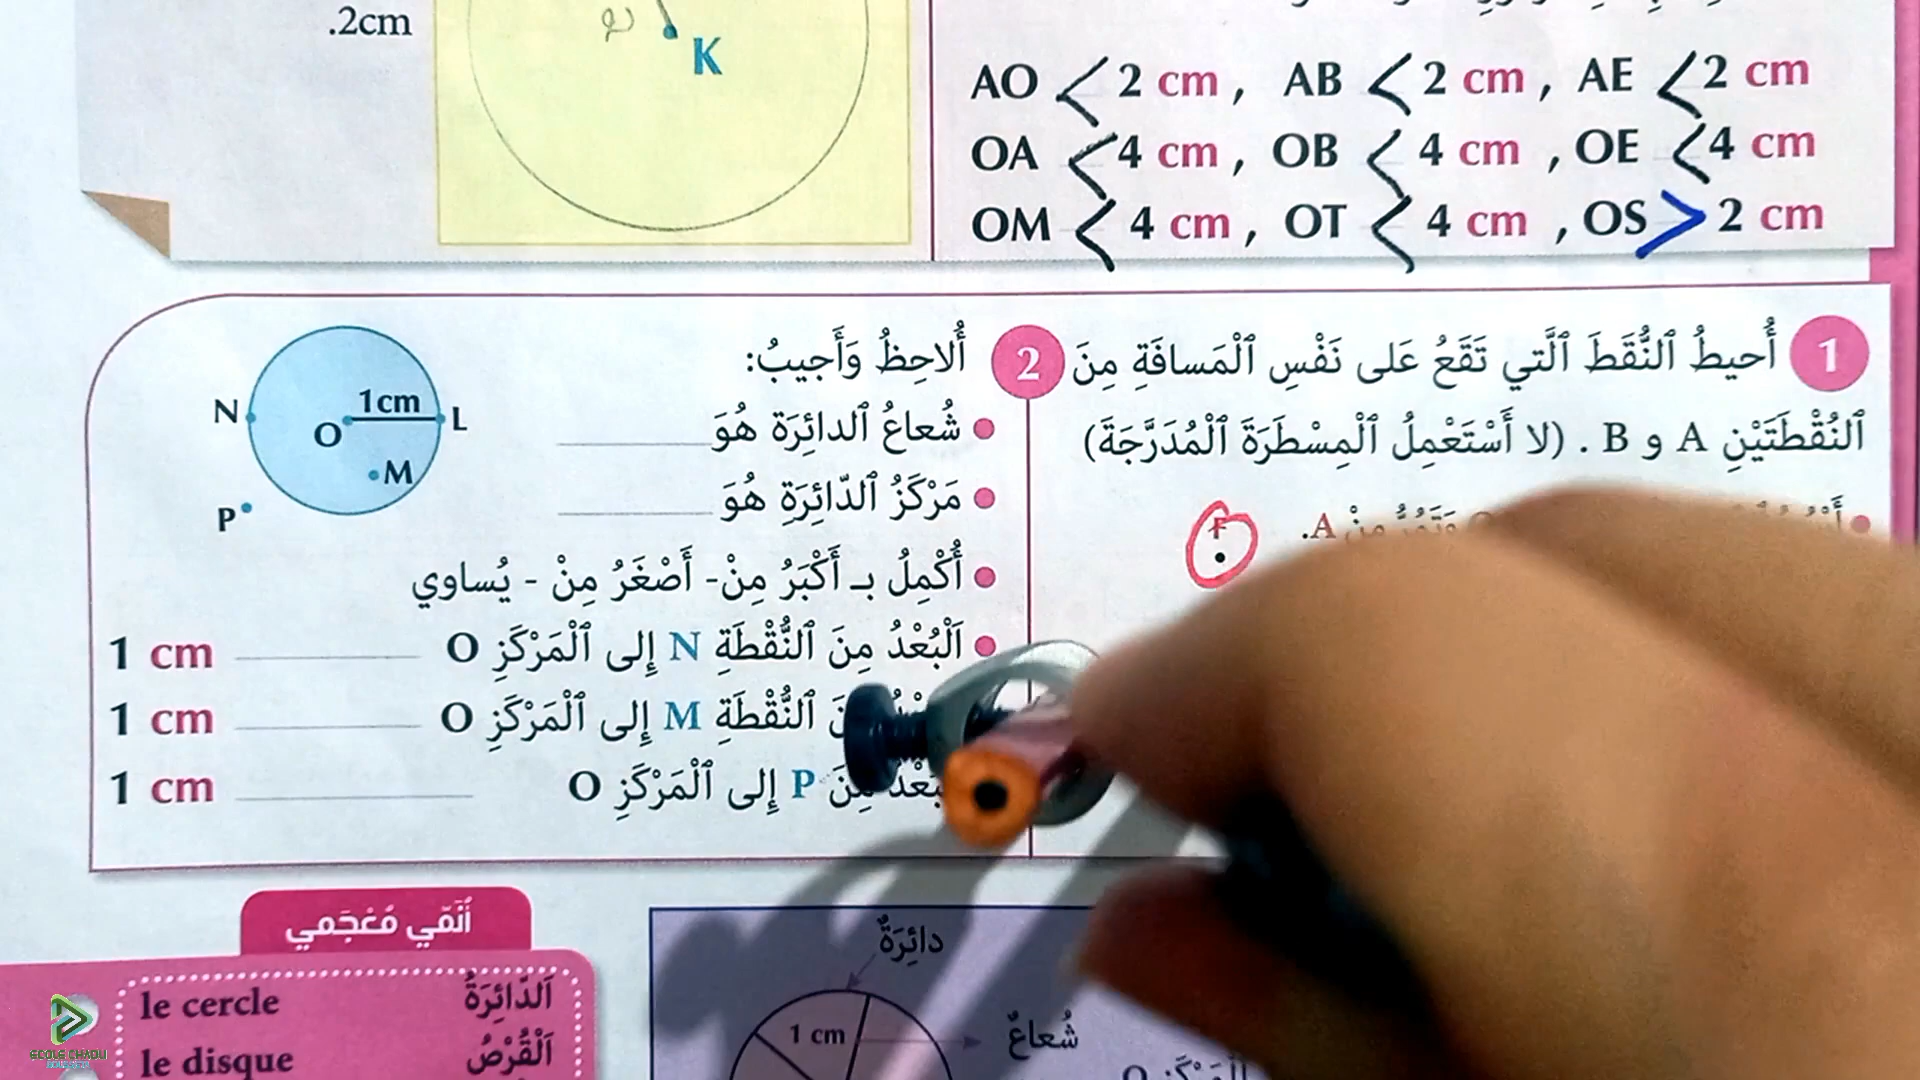 .2cm
K
AO < 2 cm , AB < 2 cm , AE < 2 cm
OA < 4 cm , OB < 4 cm , OE < 4 cm
OM < 4 cm , OT < 4 cm , OS > 2 cm
1 أُحيطُ ٱلنُّقَطَ ٱلَّتي تَقَعُ عَلى نَفْسِ ٱلْمَسافَةِ مِنَ
ٱلنُقْطَتَيْنِ A و B . (لا أَسْتَعْمِلُ ٱلْمِسْطَرَةَ ٱلْمُدَرَّجَةَ)
وَتَمُرُّ مِنْ A.
F
2 أُلاحِظُ وَأَجيبُ:
N
O
1cm
L
M
P
شُعاعُ ٱلدائِرَة هُوَ
مَرْكَزُ ٱلدّائِرَةِ هُوَ
أُكْمِلُ بـ أَكْبَرُ مِنْ- أَصْغَرُ مِنْ - يُساوي
اَلْبُعْدُ مِنَ ٱلنُّقْطَةِ N إِلى ٱلْمَرْكَزِ O 1 cm
ٱلنُّقْطَةِ M إِلى ٱلْمَرْكَزِ O 1 cm
مِنَ P إِلى ٱلْمَرْكَزِ O 1 cm
أُنَمّي مُعْجَمي
le cercle اَلدّائِرَةُ
le disque اَلْقُرْصُ
دائِرَةٌ
1 cm
شُعاعٌ
ECOLE CHADLI